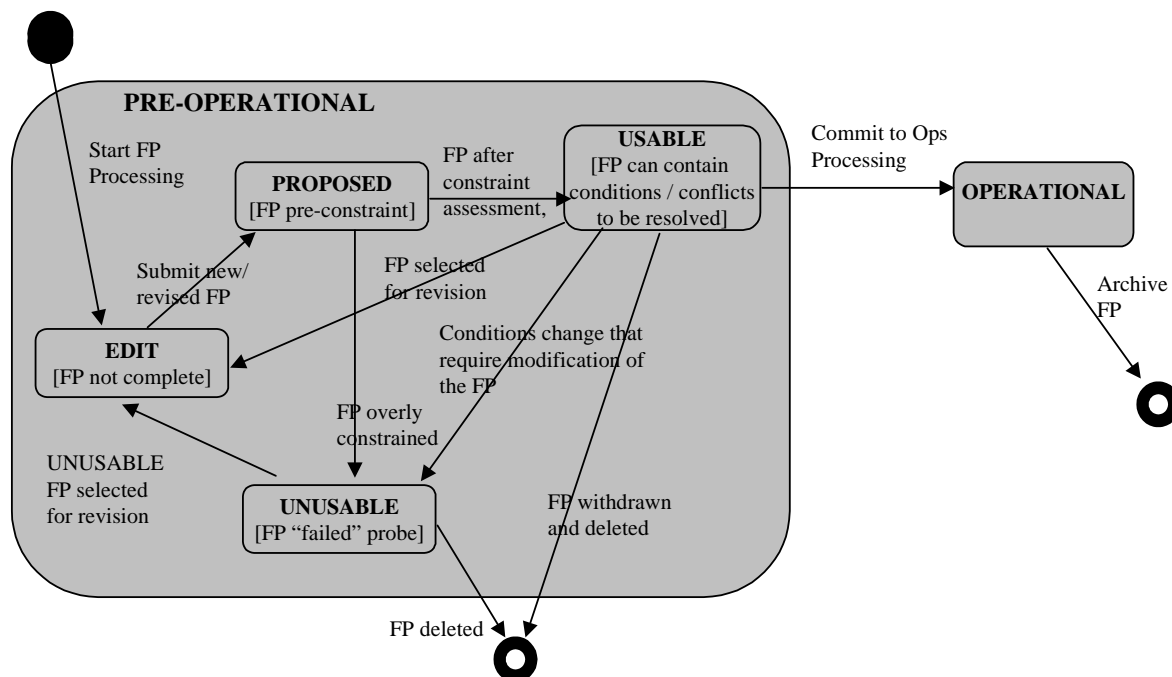 PRE-OPERATIONAL
Start FP
Processing
PROPOSED
[FP pre-constraint]
FP after
constraint
assessment,
USABLE
[FP can contain
conditions / conflicts
to be resolved]
Commit to Ops
Processing
OPERATIONAL
Submit new/
revised FP
FP selected
for revision
Archive
FP
EDIT
[FP not complete]
Conditions change that
require modification of
the FP
FP overly
constrained
UNUSABLE
FP selected
for revision
UNUSABLE
[FP “failed” probe]
FP withdrawn
and deleted
FP deleted